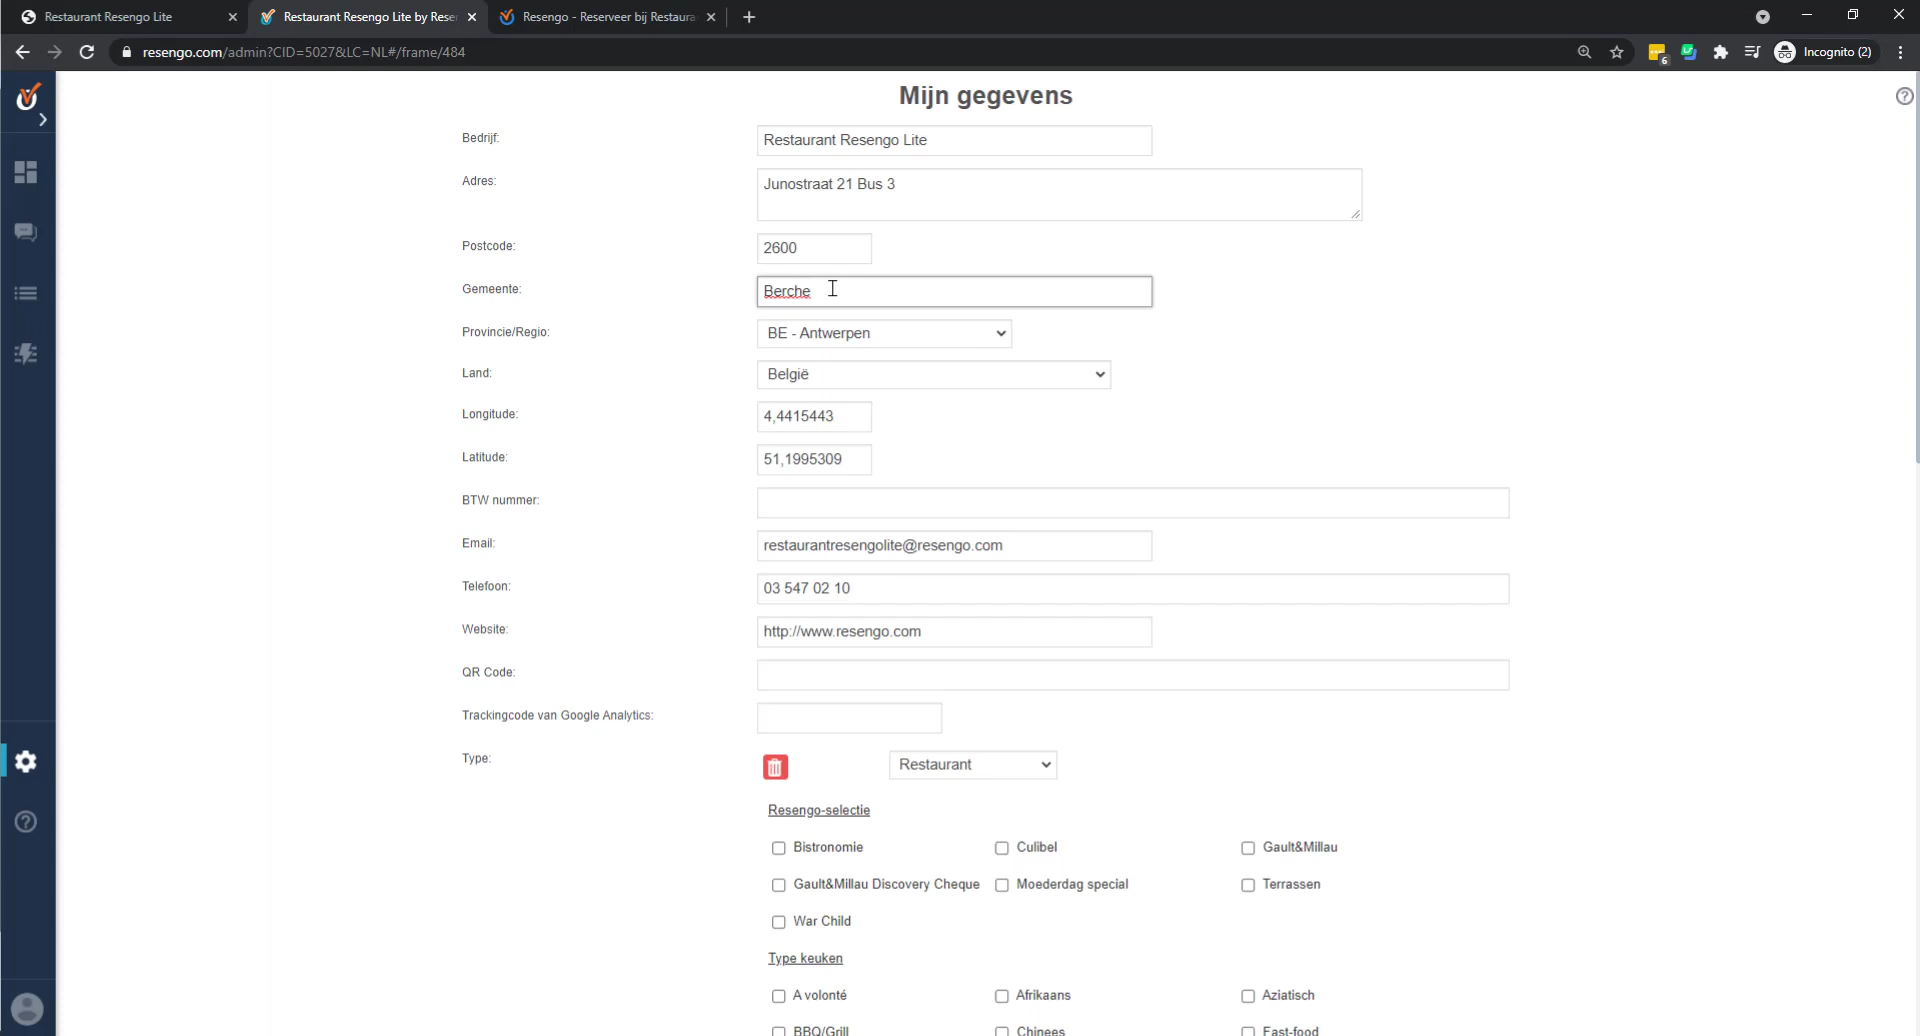 Restaurant Resengo Lite
Restaurant Resengo Lite by Rese
Resengo - Reserveer bij Restaura
resengo.com/admin?CID=5027&LC=NL#/frame/484
6
Incognito (2)
Mijn gegevens
Bedrijf:
Restaurant Resengo Lite
Adres:
Junostraat 21 Bus 3
Postcode:
2600
Gemeente:
Berche
Provincie/Regio:
BE - Antwerpen
Land:
België
Longitude:
4,4415443
Latitude:
51,1995309
BTW nummer:
Email:
restaurantresengolite@resengo.com
Telefoon:
03 547 02 10
Website:
http://www.resengo.com
QR Code:
Trackingcode van Google Analytics:
Type:
Restaurant
Resengo-selectie
Bistronomie
Culibel
Gault&Millau
Gault&Millau Discovery Cheque
Moederdag special
Terrassen
War Child
Type keuken
A volonté
Afrikaans
Aziatisch
BBQ/Grill
Chinees
Fast-food